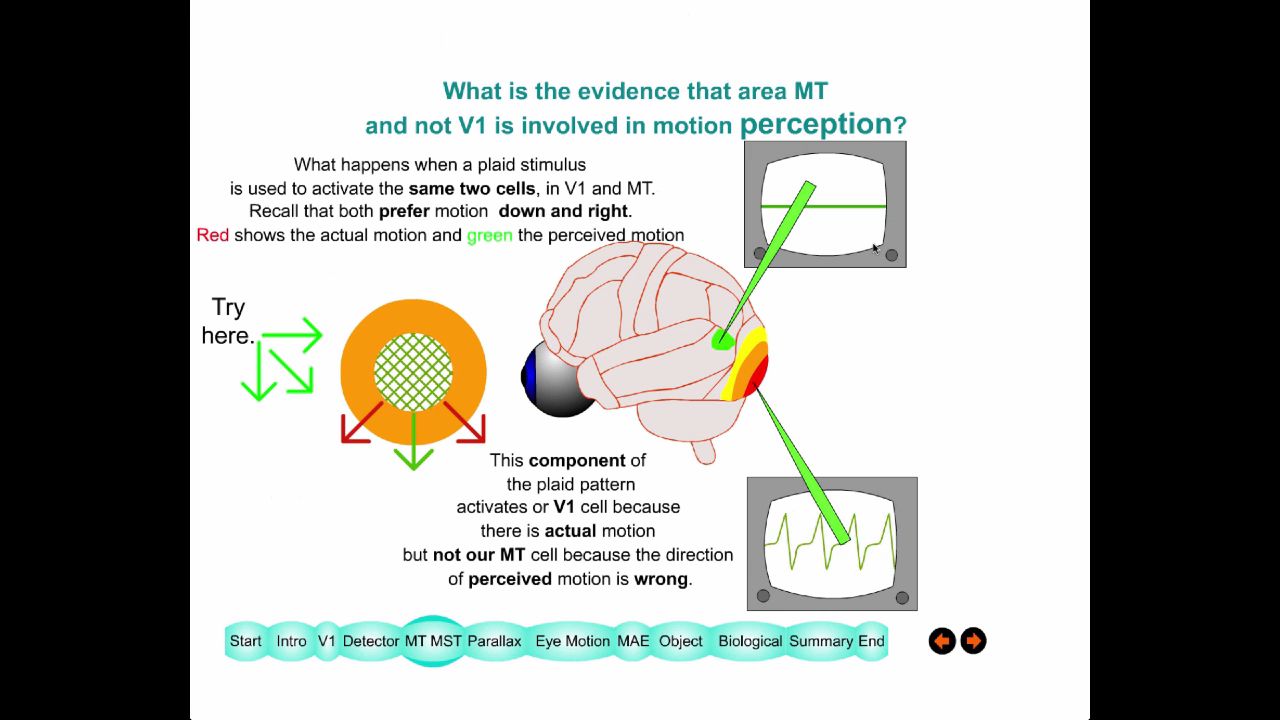 What is the evidence that area MT
and not V1 is involved in motion perception?
What happens when a plaid stimulus
is used to activate the same two cells, in V1 and MT.
Recall that both prefer motion down and right.
Red shows the actual motion and green the perceived motion
Try
here.
This component of
the plaid pattern
activates or V1 cell because
there is actual motion
but not our MT cell because the direction
of perceived motion is wrong.
Start Intro V1 Detector MT MST Parallax Eye Motion MAE Object Biological Summary End